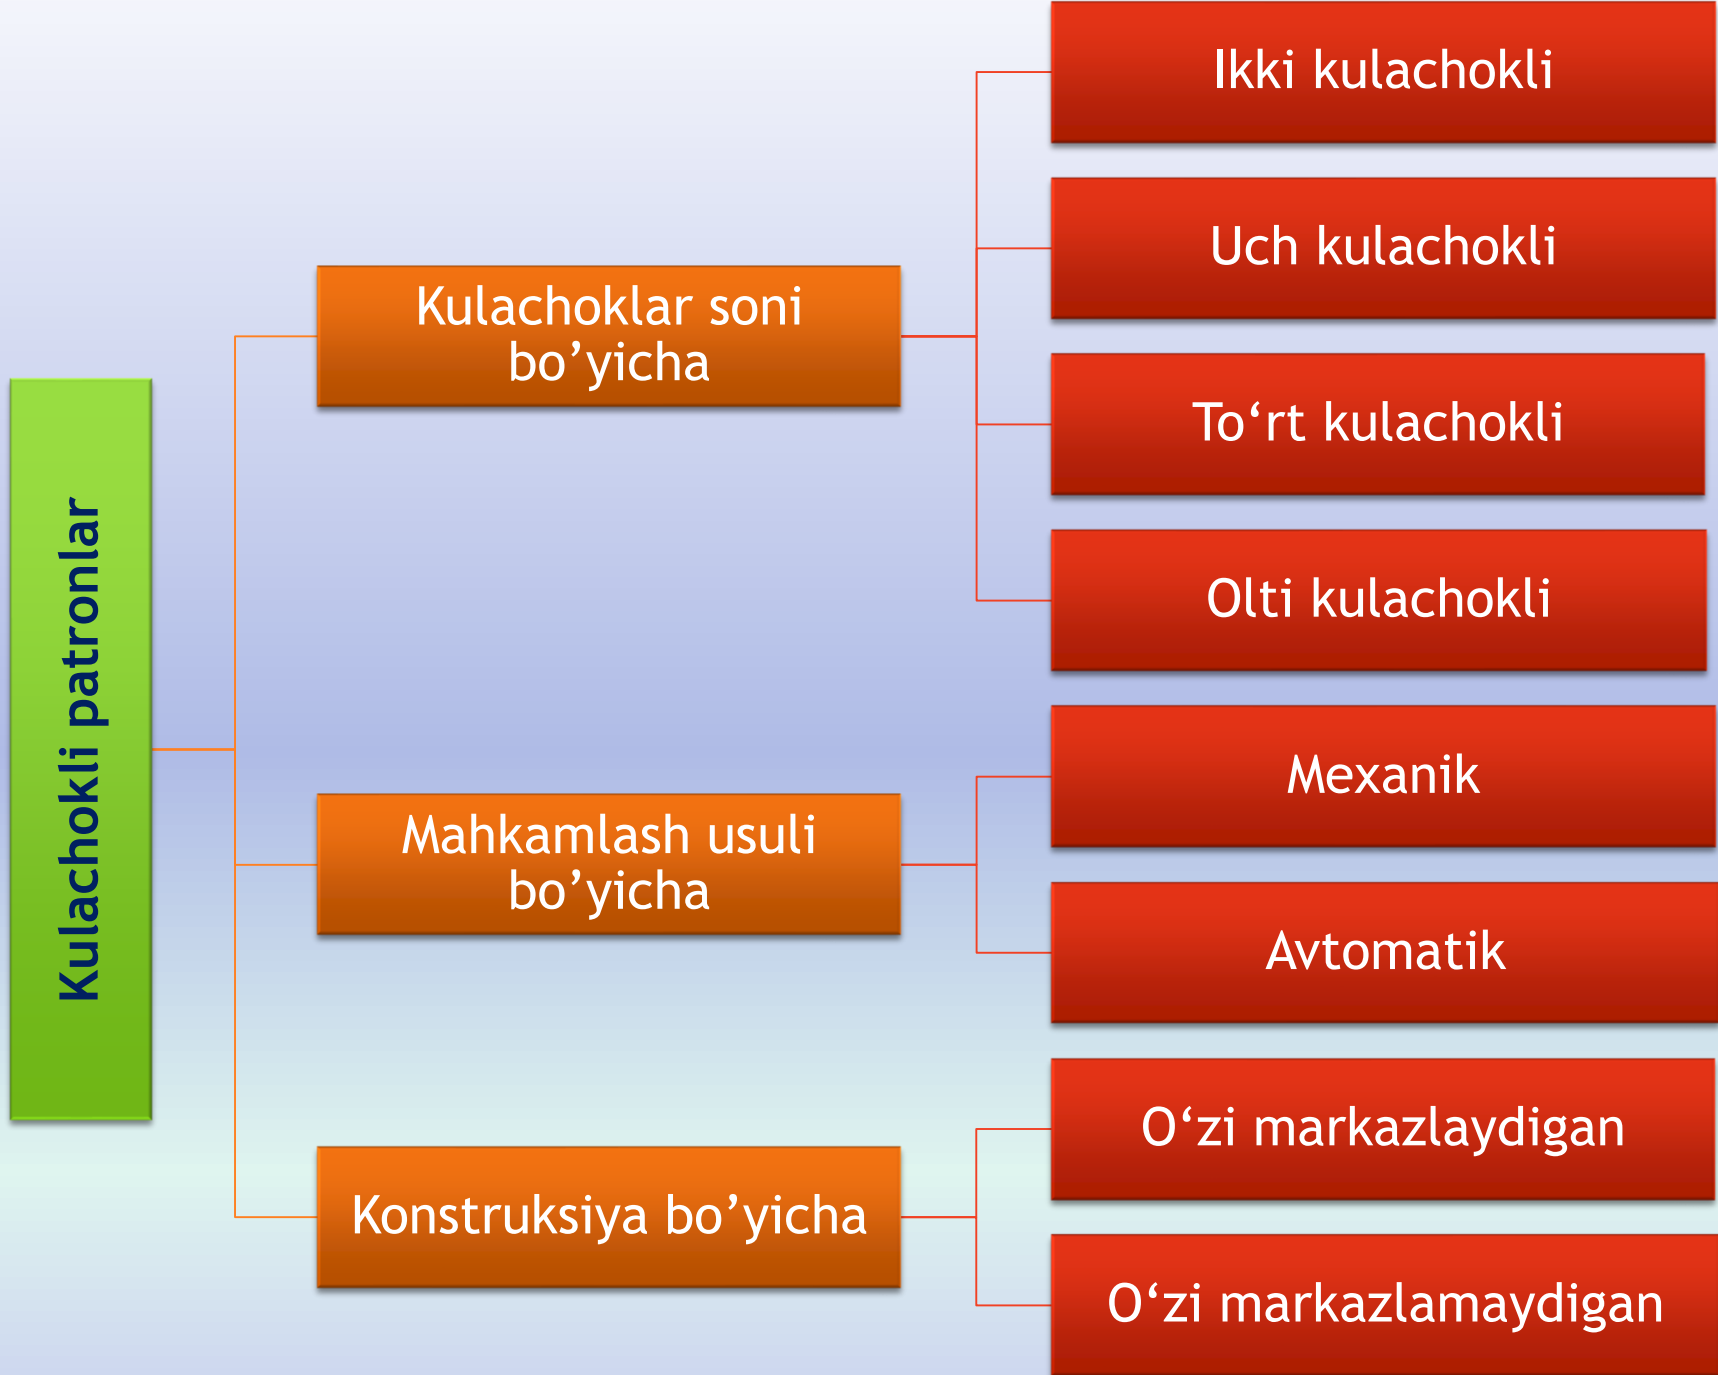 Kulachokli patronlar
Kulachoklar soni
bo’yicha
Ikki kulachokli
Uch kulachokli
To‘rt kulachokli
Olti kulachokli
Mahkamlash usuli
bo’yicha
Mexanik
Avtomatik
Konstruksiya bo’yicha
O‘zi markazlaydigan
O‘zi markazlamaydigan